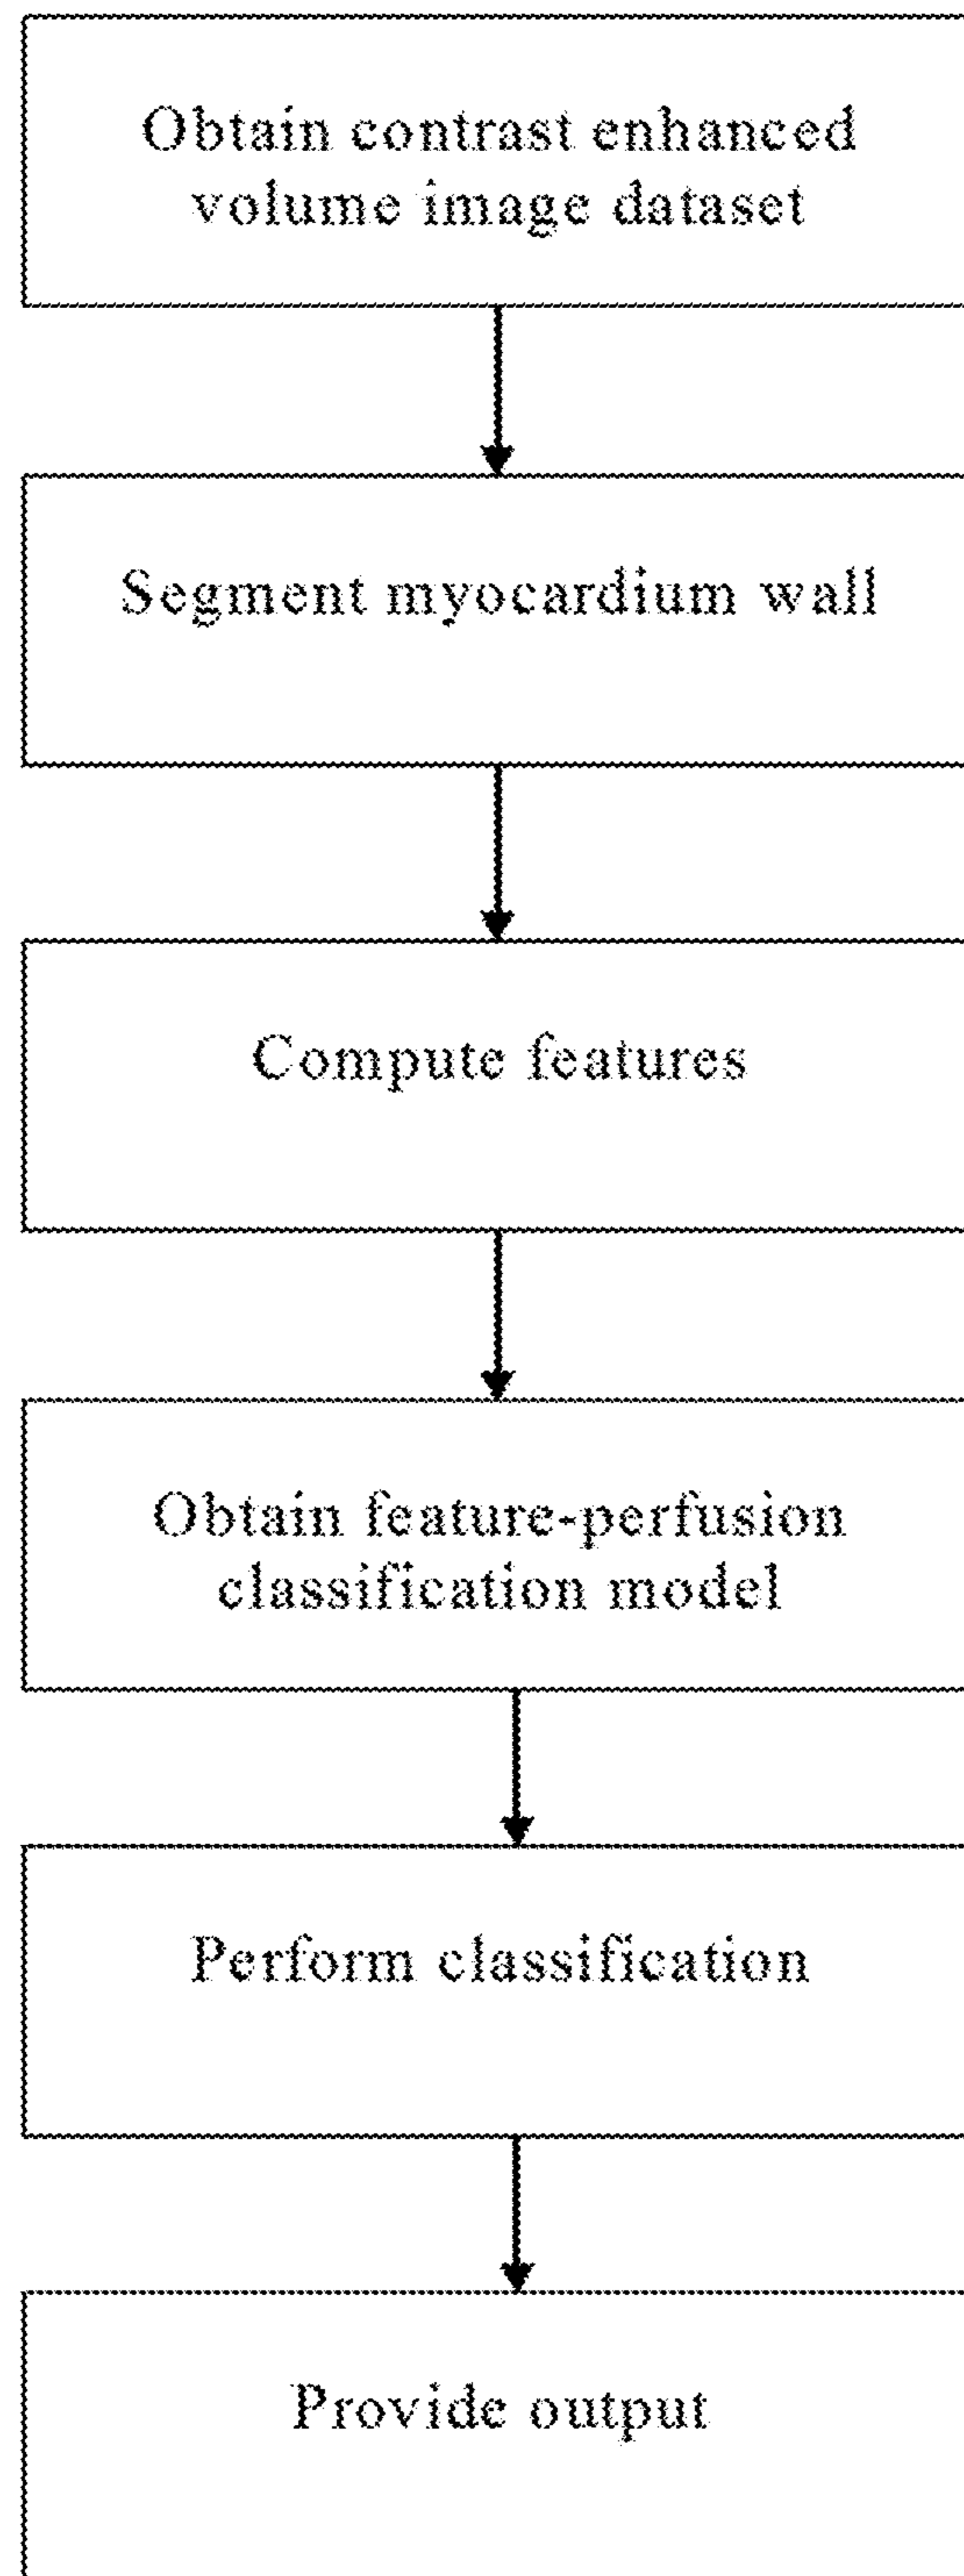 Obtain contrast enhanced
volume image dataset
Segment myocardium wall
Compute features
Obtain feature-perfusion
classification model
Perform classification
Provide output